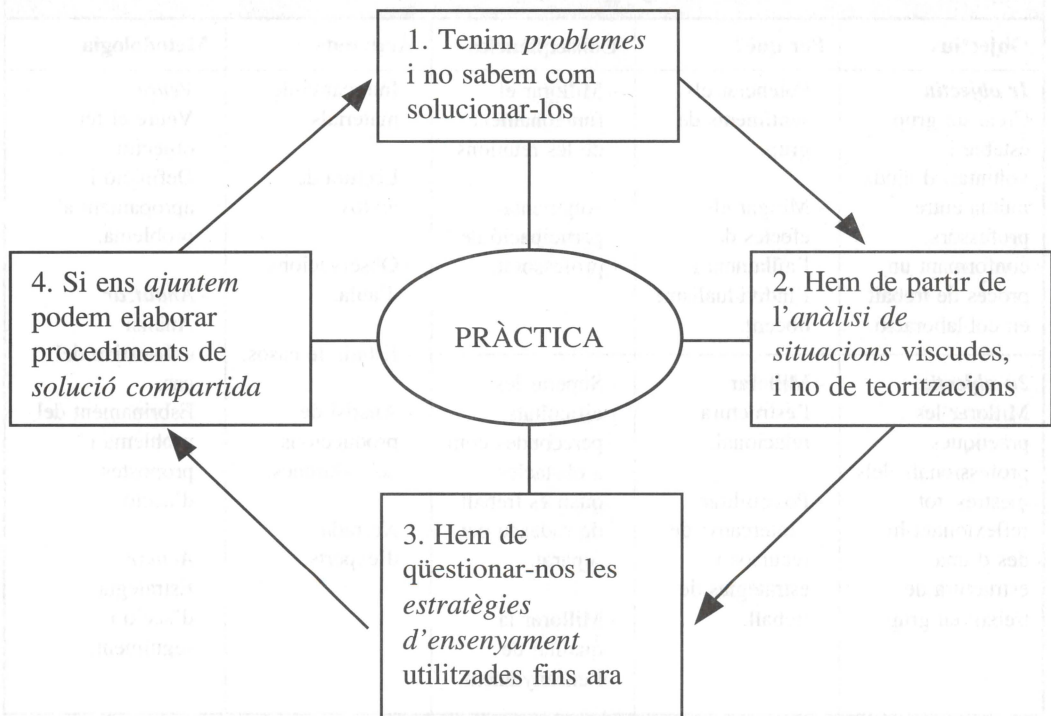 1. Tenim problemes
i no sabem com
solucionar-los
4. Si ens ajuntem
podem elaborar
procediments de
solució compartida
PRÀCTICA
2. Hem de partir de
l'anàlisi de
situacions viscudes,
i no de teoritzacions
3. Hem de
qüestionar-nos les
estratègies
d'ensenyament
utilitzades fins ara